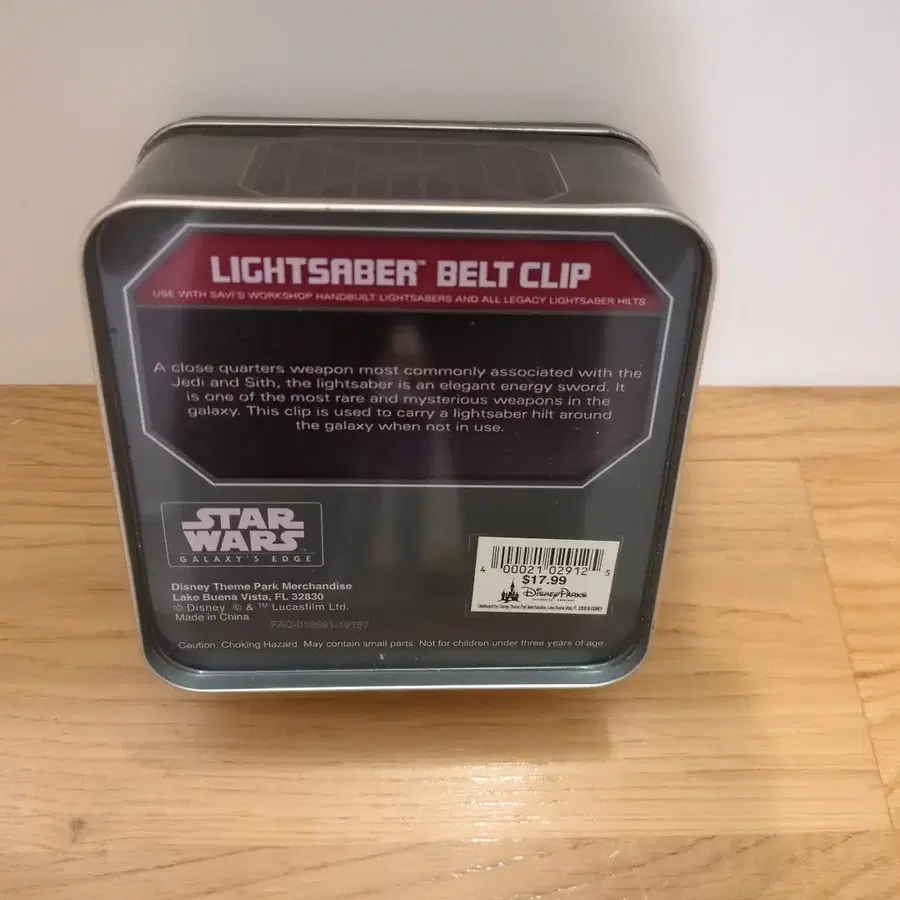 LIGHTSABER™ BELT CLIP
USE WITH SAVI'S WORKSHOP HANDBUILT LIGHTSABERS AND ALL LEGACY LIGHTSABER HILTS
A close quarters weapon most commonly associated with the
Jedi and Sith, the lightsaber is an elegant energy sword. It
is one of the most rare and mysterious weapons in the
galaxy. This clip is used to carry a lightsaber hilt around
the galaxy when not in use.
STAR
WARS
GALAXY'S EDGE
Disney Theme Park Merchandise
Lake Buena Vista, FL 32830
© Disney © & ™ Lucasfilm Ltd.
Made in China
4 00021 02912 5
$17.99
Disney Parks
Caution: Choking Hazard. May contain small parts. Not for children under three years of age.